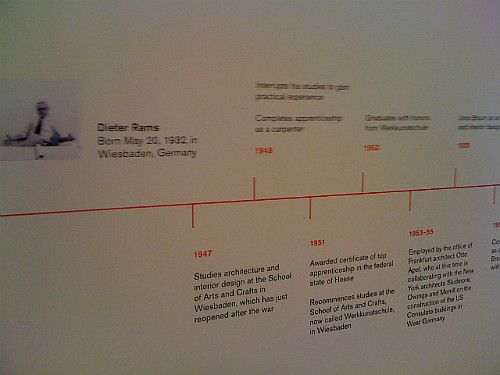 Dieter Rams
Born May 20, 1932, in
Wiesbaden, Germany
Interrupts his studies to gain
practical experience
Completes apprenticeship
as a carpenter
1948
Graduates with honors
from Werkkunstschule
1953
and interior
1947
Studies architecture and
interior design at the School
of Arts and Crafts in
Wiesbaden, which has just
reopened after the war
1951
Awarded certificate of top
apprenticeship in the federal
state of Hesse
Recommences studies at the
School of Arts and Crafts,
now called Werkkunstschule,
in Wiesbaden
1953–55
Employed by the office of
Frankfurt architect Otto
Apel, who at this time is
collaborating with the New
York architects Skidmore,
Owings and Merrill on the
construction of the US
Consulate buildings in
West Germany